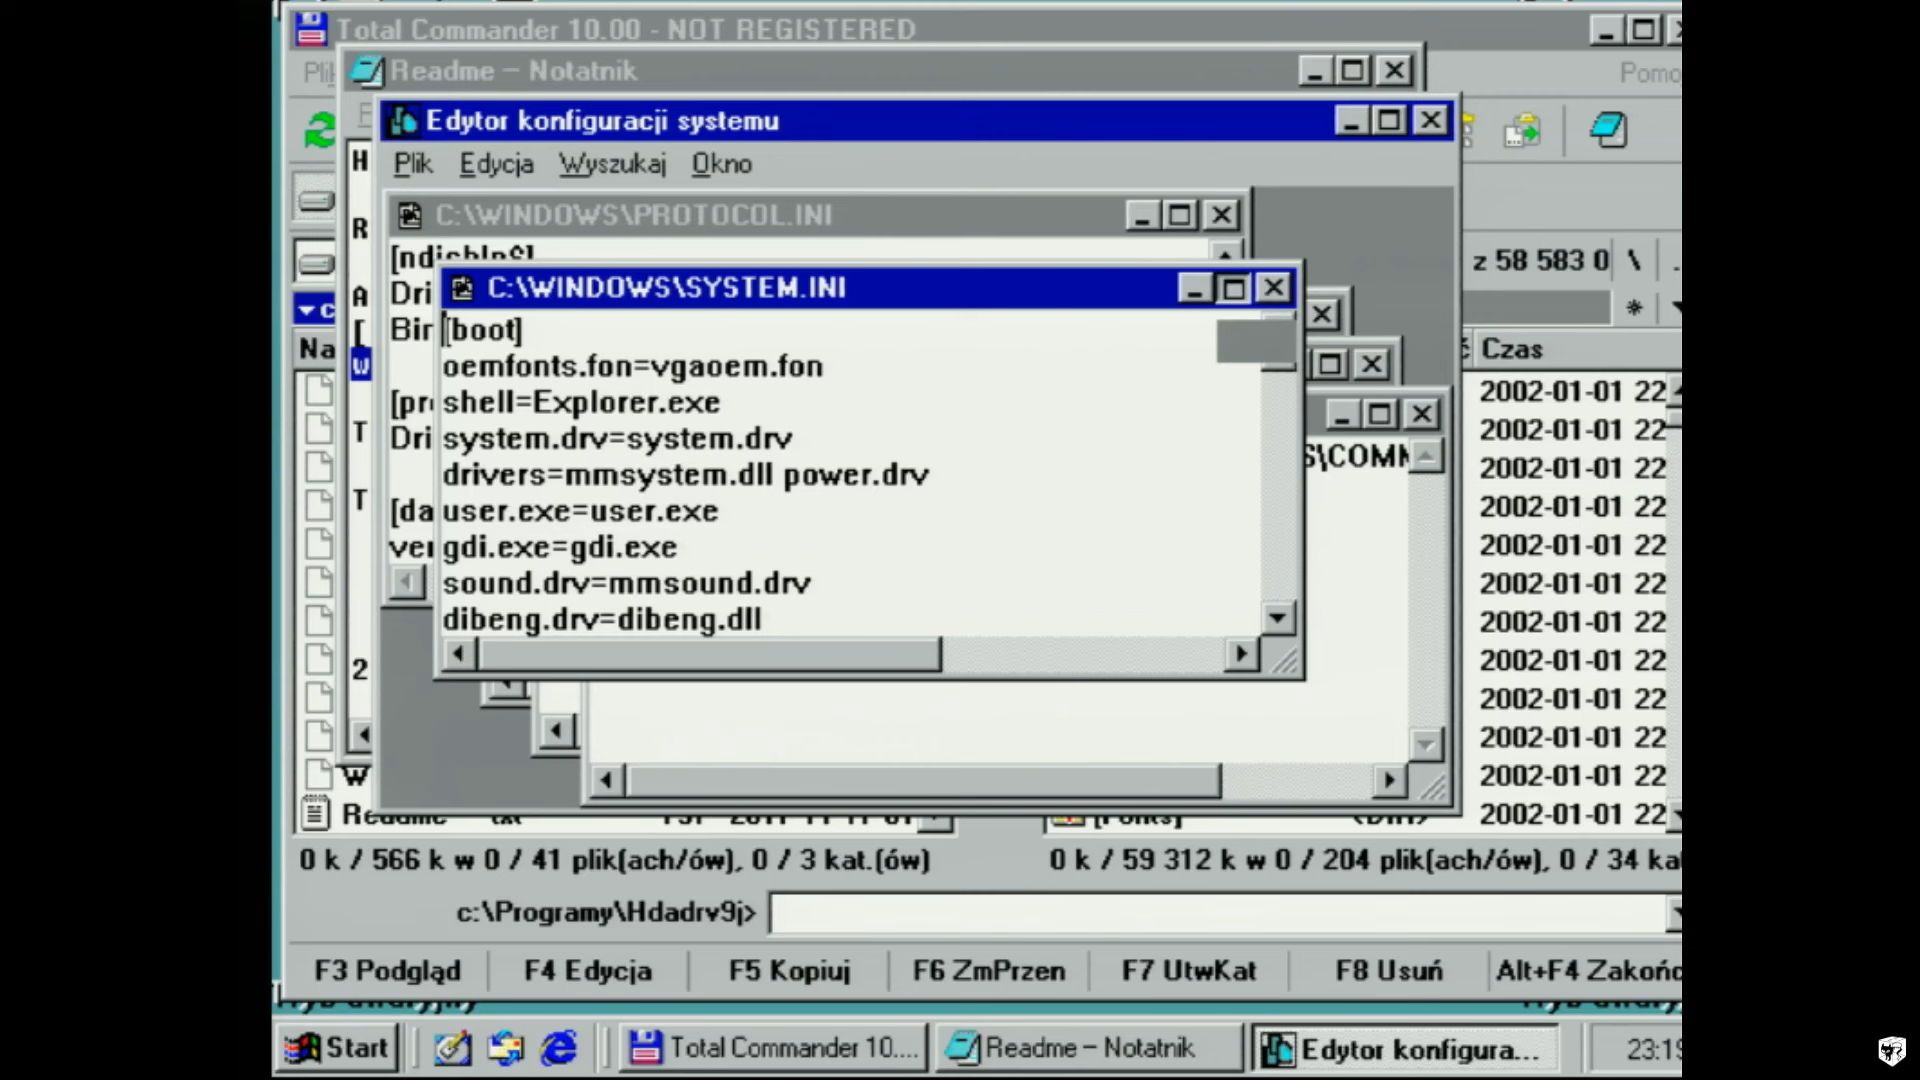 Total Commander 10.00 - NOT REGISTERED
Readme – Notatnik
Edytor konfiguracji systemu
Plik Edycja Wyszukaj Okno
C:\WINDOWS\PROTOCOL.INI
C:\WINDOWS\SYSTEM.INI
[boot]
oemfonts.fon=vgaoem.fon
shell=Explorer.exe
system.drv=system.drv
drivers=mmsystem.dll power.drv
user.exe=user.exe
gdi.exe=gdi.exe
sound.drv=mmsound.drv
dibeng.drv=dibeng.dll
z 58 583 0 \
*
Czas
2002-01-01 22
2002-01-01 22
2002-01-01 22
2002-01-01 22
2002-01-01 22
2002-01-01 22
2002-01-01 22
2002-01-01 22
2002-01-01 22
2002-01-01 22
2002-01-01 22
2002-01-01 22
Readme txt
[Fonts] <DIR>
0 k / 566 k w 0 / 41 plik(ach/ów), 0 / 3 kat.(ów)
0 k / 59 312 k w 0 / 204 plik(ach/ów), 0 / 34 ka
c:\Programy\Hdadrv9j>
F3 Podgląd F4 Edycja F5 Kopiuj F6 ZmPrzen F7 UtwKat F8 Usuń Alt+F4 Zakońc
Start Total Commander 10.... Readme – Notatnik Edytor konfigura... 23:19